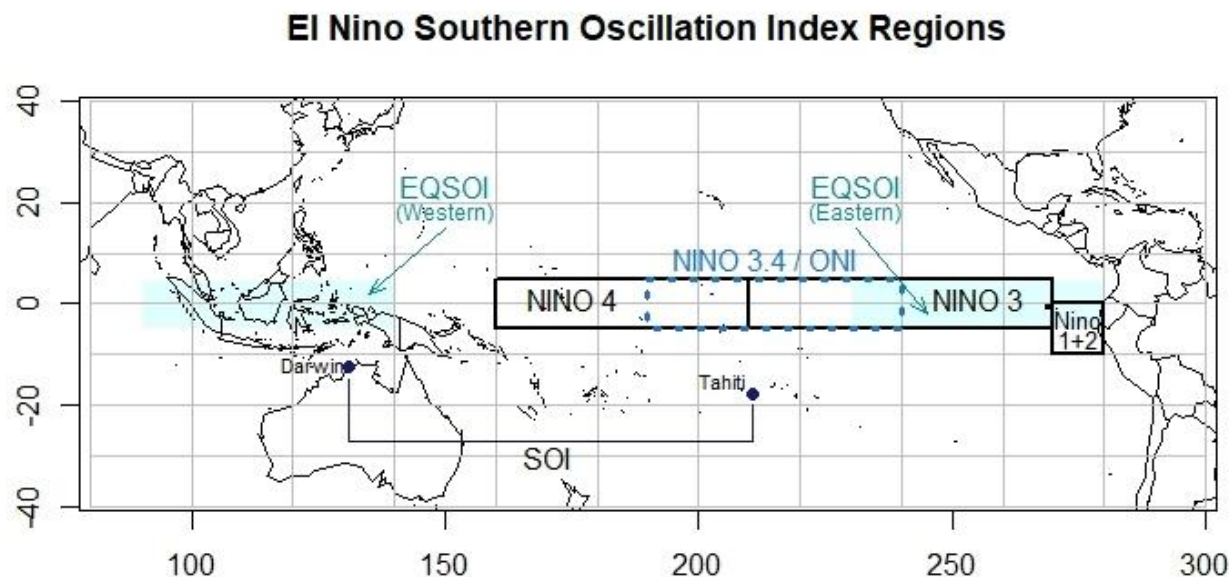 El Nino Southern Oscillation Index Regions
40
20
0
-20
-40
EQSOI
(Western)
EQSOI
(Eastern)
NINO 3.4 / ONI
NINO 4
NINO 3
Nino
1+2
Darwin
Tahiti
SOI
100
150
200
250
300